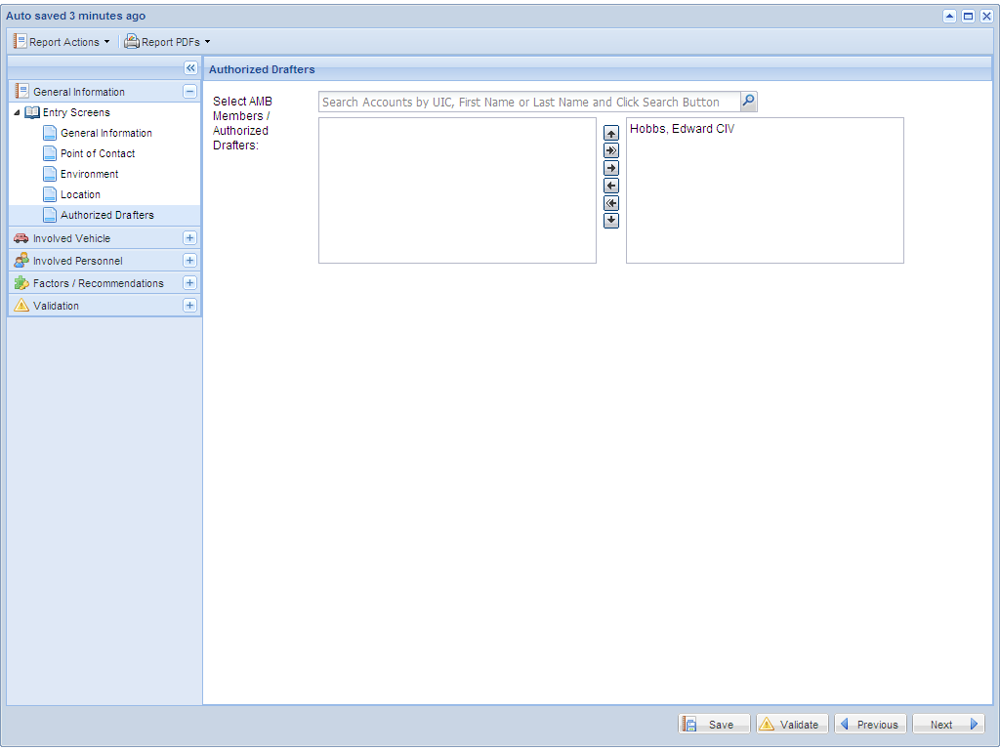 Auto saved 3 minutes ago
Report Actions
Report PDFs
General Information
Entry Screens
General Information
Point of Contact
Environment
Location
Authorized Drafters
Involved Vehicle
Involved Personnel
Factors / Recommendations
Validation
Authorized Drafters
Select AMB
Members /
Authorized
Drafters:
Search Accounts by UIC, First Name or Last Name and Click Search Button
Hobbs, Edward CIV
Save
Validate
Previous
Next